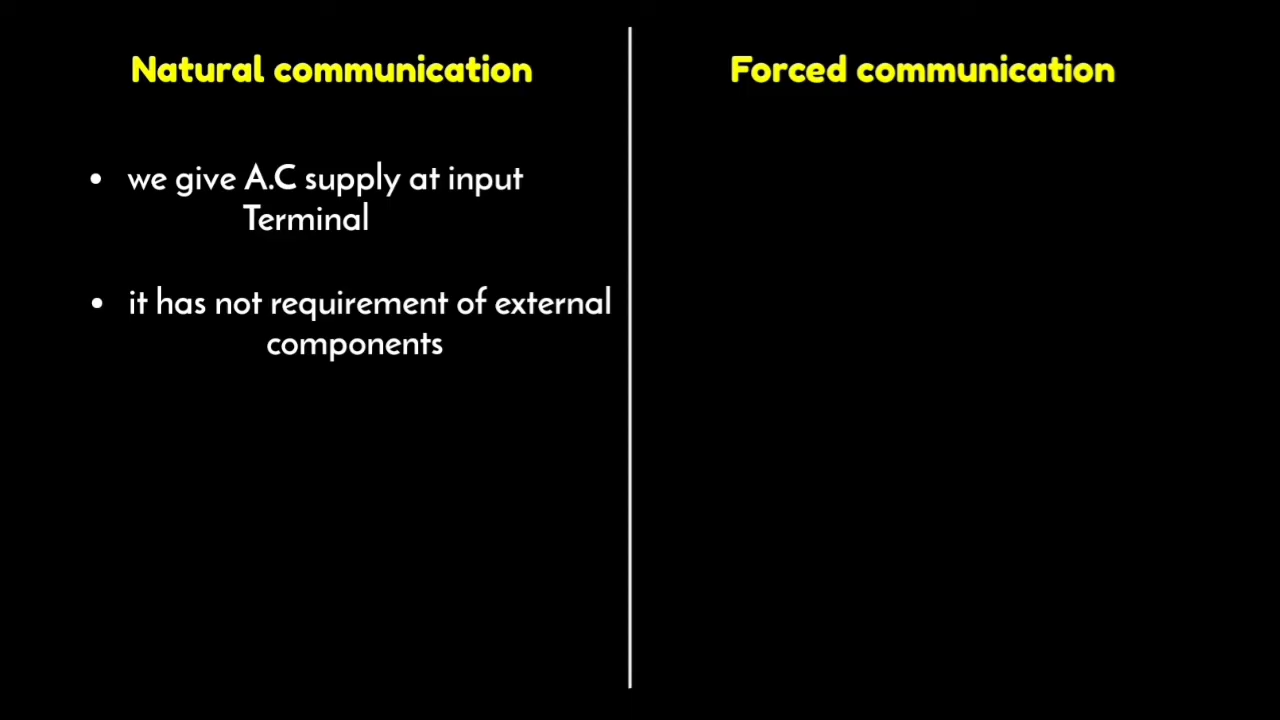 Natural communication
Forced communication
• we give A.C supply at input
Terminal
• it has not requirement of external
components